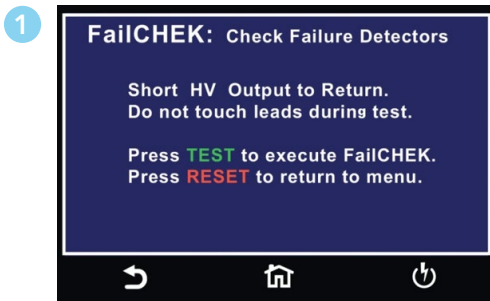 1
FailCHEK: Check Failure Detectors
Short HV Output to Return.
Do not touch leads during test.
Press TEST to execute FailCHEK.
Press RESET to return to menu.